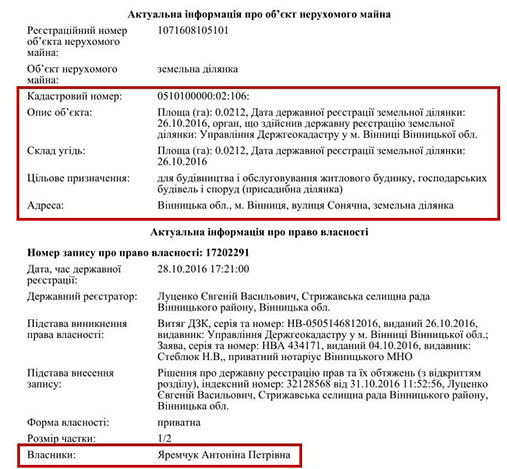 Актуальна інформація про об’єкт нерухомого майна
Реєстраційний номер 1071608105101
об’єкта нерухомого
майна:
Об’єкт нерухомого земельна ділянка
майна:
Кадастровий номер: 0510100000:02:106:
Опис об’єкта: Площа (га): 0.0212, Дата державної реєстрації земельної ділянки:
26.10.2016, орган, що здійснив державну реєстрацію земельної
ділянки: Управління Держгеокадастру у м. Вінниці Вінницької обл.
Склад угідь: Площа (га): 0.0212, Дата державної реєстрації земельної ділянки:
26.10.2016
Цільове призначення: для будівництва і обслуговування житлового будинку, господарських
будівель і споруд (присадибна ділянка)
Адреса: Вінницька обл., м. Вінниця, вулиця Сонячна, земельна ділянка
Актуальна інформація про право власності
Номер запису про право власності: 17202291
Дата, час державної 28.10.2016 17:21:00
реєстрації:
Державний реєстратор: Луценко Євгеній Васильович, Стрижавська селищна рада
Вінницького району, Вінницька обл.
Підстава виникнення Витяг ДЗК, серія та номер: НВ-0505146812016, виданий 26.10.2016,
права власності: видавник: Управління Держгеокадастру у м. Вінниці Вінницької обл.;
Заява, серія та номер: НВА 434171, виданий 04.10.2016, видавник:
Стеблюк Н.В,, приватний нотаріус Вінницького МНО
Підстава внесення Рішення про державну реєстрацію прав та їх обтяжень (з відкриттям
запису: розділу), індексний номер: 32128568 від 31.10.2016 11:52:56, Луценко
Євгеній Васильович, Стрижавська селищна рада Вінницького району,
Вінницька обл.
Форма власності: приватна
Розмір частки: 1/2
Власники: Яремчук Антоніна Петрівна